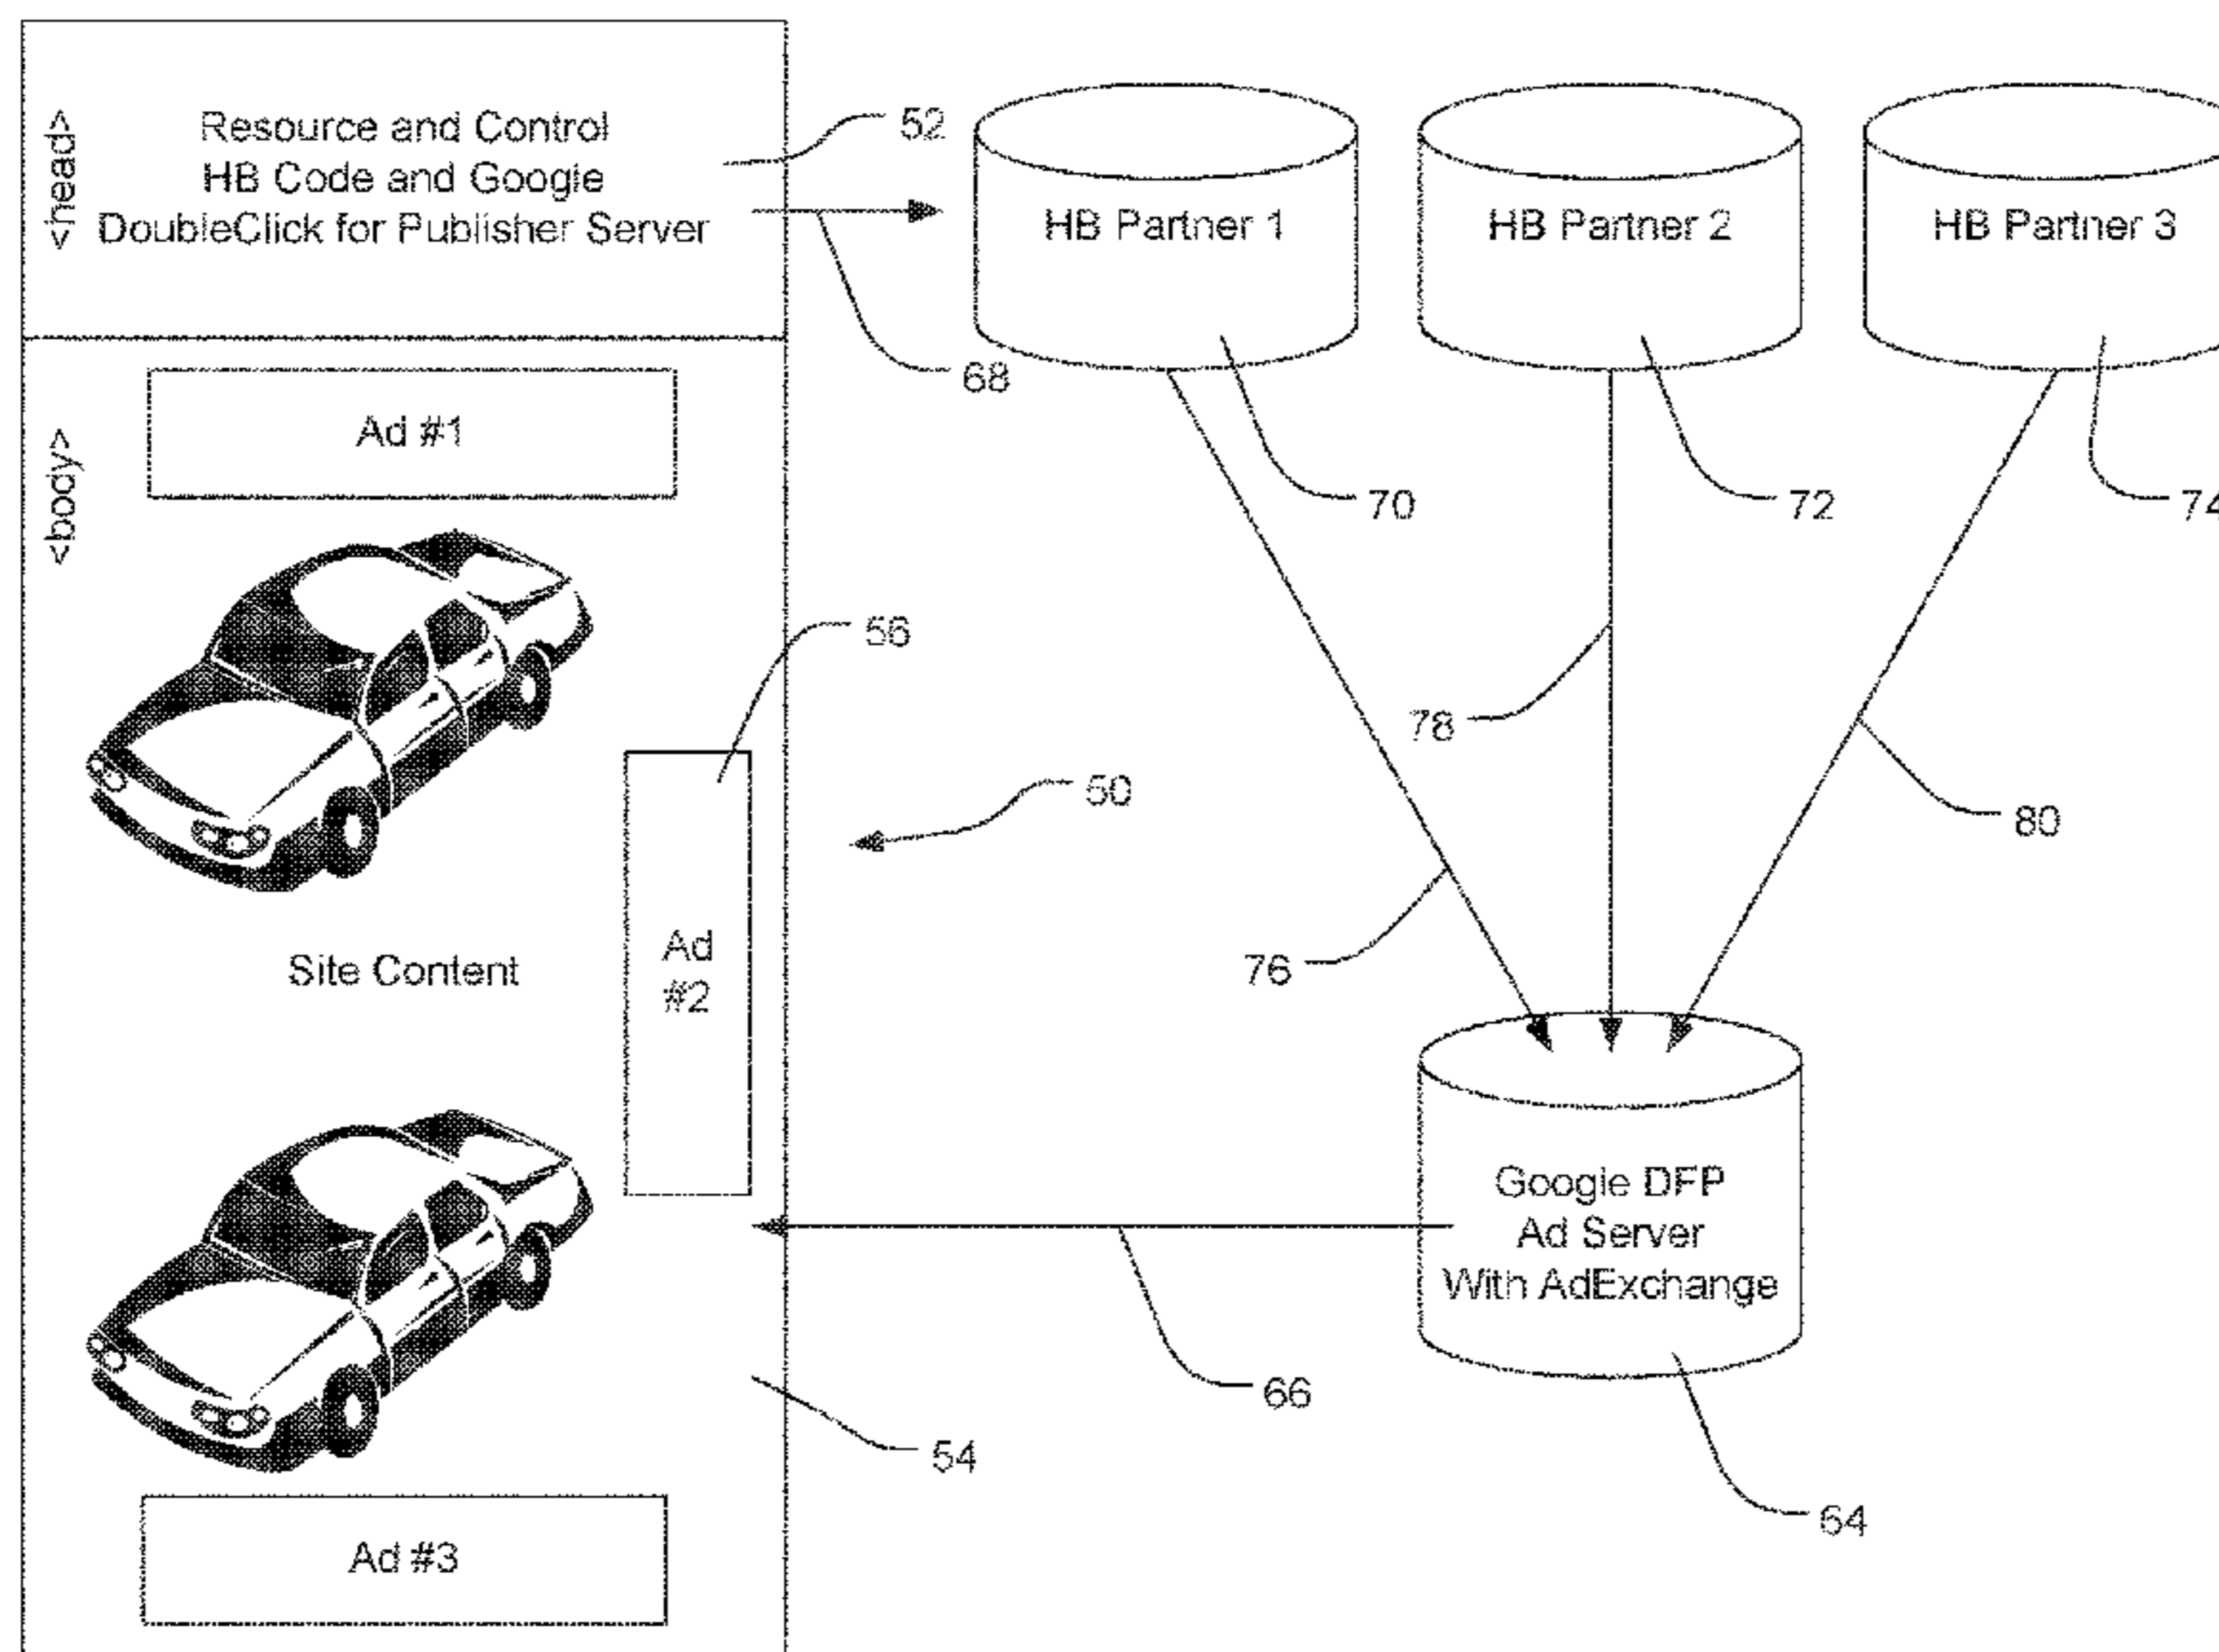 <head>
Resource and Control
HB Code and Google
DoubleClick for Publisher Server
52
68
HB Partner 1
HB Partner 2
HB Partner 3
70
72
74
<body>
Ad #1
56
50
78
80
76
Ad
#2
Site Content
Google DFP
Ad Server
With AdExchange
66
54
64
Ad #3